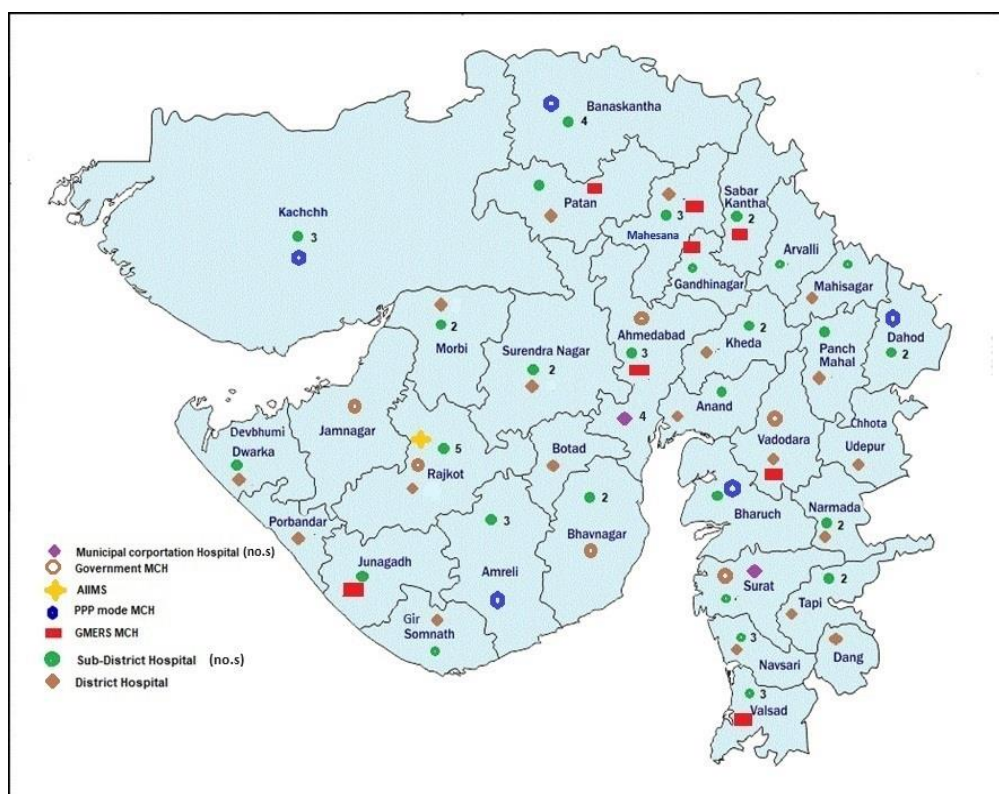 Banaskantha
4
Patan
Mahesana
3
Sabar
Kantha
2
Kachchh
3
Gandhinagar
Arvalli
Mahisagar
Morbi
2
Surendra Nagar
2
Ahmedabad
3
4
Kheda
2
Panch
Mahal
Dahod
2
Anand
Vadodara
Chhota
Udepur
Devbhumi
Dwarka
Jamnagar
Rajkot
5
Botad
Bhavnagar
2
Bharuch
Narmada
2
Porbandar
Junagadh
Amreli
3
Gir
Somnath
Surat
Tapi
2
Navsari
3
Dang
Valsad
3
Municipal corportation Hospital (no.s)
Government MCH
AIIMS
PPP mode MCH
GMERS MCH
Sub-District Hospital (no.s)
District Hospital